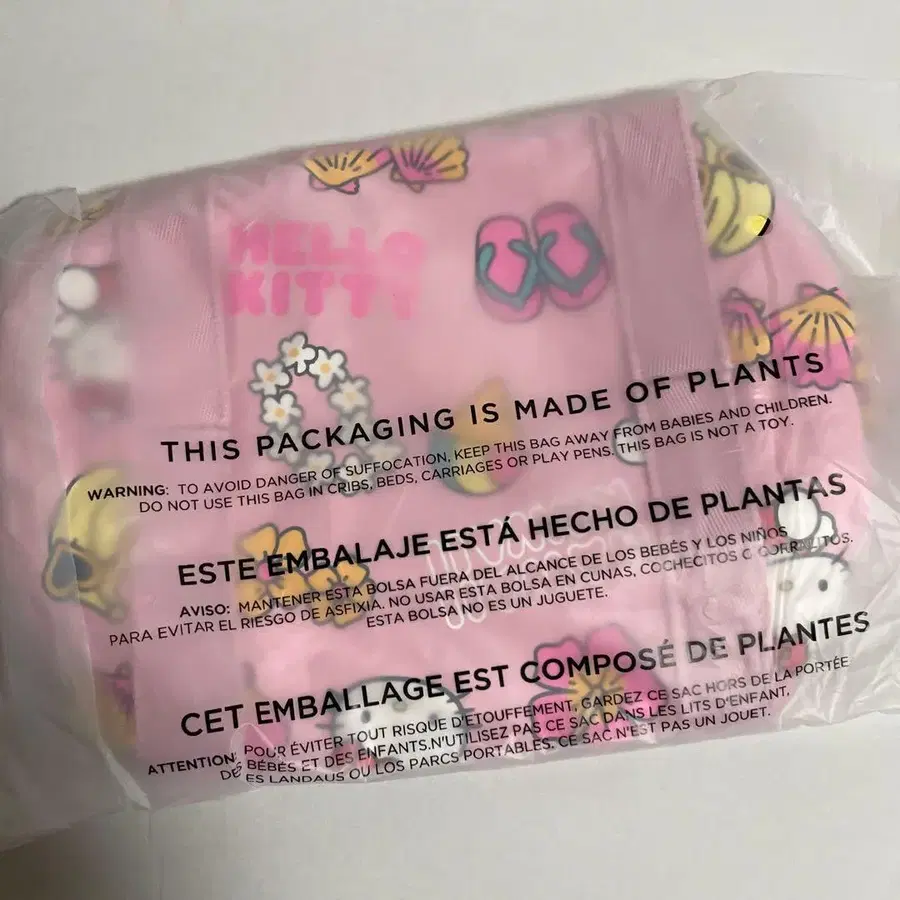 HELLO
KITTY
THIS PACKAGING IS MADE OF PLANTS
WARNING: TO AVOID DANGER OF SUFFOCATION, KEEP THIS BAG AWAY FROM BABIES AND CHILDREN.
DO NOT USE THIS BAG IN CRIBS, BEDS, CARRIAGES OR PLAY PENS. THIS BAG IS NOT A TOY.
ESTE EMBALAJE ESTÁ HECHO DE PLANTAS
AVISO: MANTENER ESTA BOLSA FUERA DEL ALCANCE DE LOS BEBÉS Y LOS NIÑOS
PARA EVITAR EL RIESGO DE ASFIXIA. NO USAR ESTA BOLSA EN CUNAS, COCHECITOS O CORRALITOS.
ESTA BOLSA NO ES UN JUGUETE.
CET EMBALLAGE EST COMPOSÉ DE PLANTES
ATTENTION: POUR ÉVITER TOUT RISQUE D'ETOUFFEMENT, GARDEZ CE SAC HORS DE LA PORTÉE
DE BÉBÉS ET DES ENFANTS.N'UTILISEZ PAS CE SAC DANS LES LITS D'ENFANT,
ES LANDAUS OU LOS PARCS PORTABLES. CE SAC N'EST PAS UN JOUET.